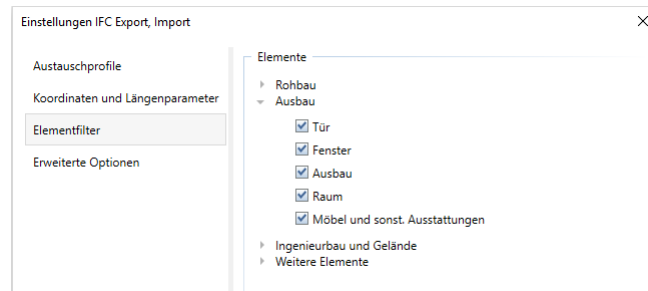 Einstellungen IFC Export, Import
Austauschprofile
Koordinaten und Längenparameter
Elementfilter
Erweiterte Optionen
Elemente
Rohbau
Ausbau
Tür
Fenster
Ausbau
Raum
Möbel und sonst. Ausstattungen
Ingenieurbau und Gelände
Weitere Elemente